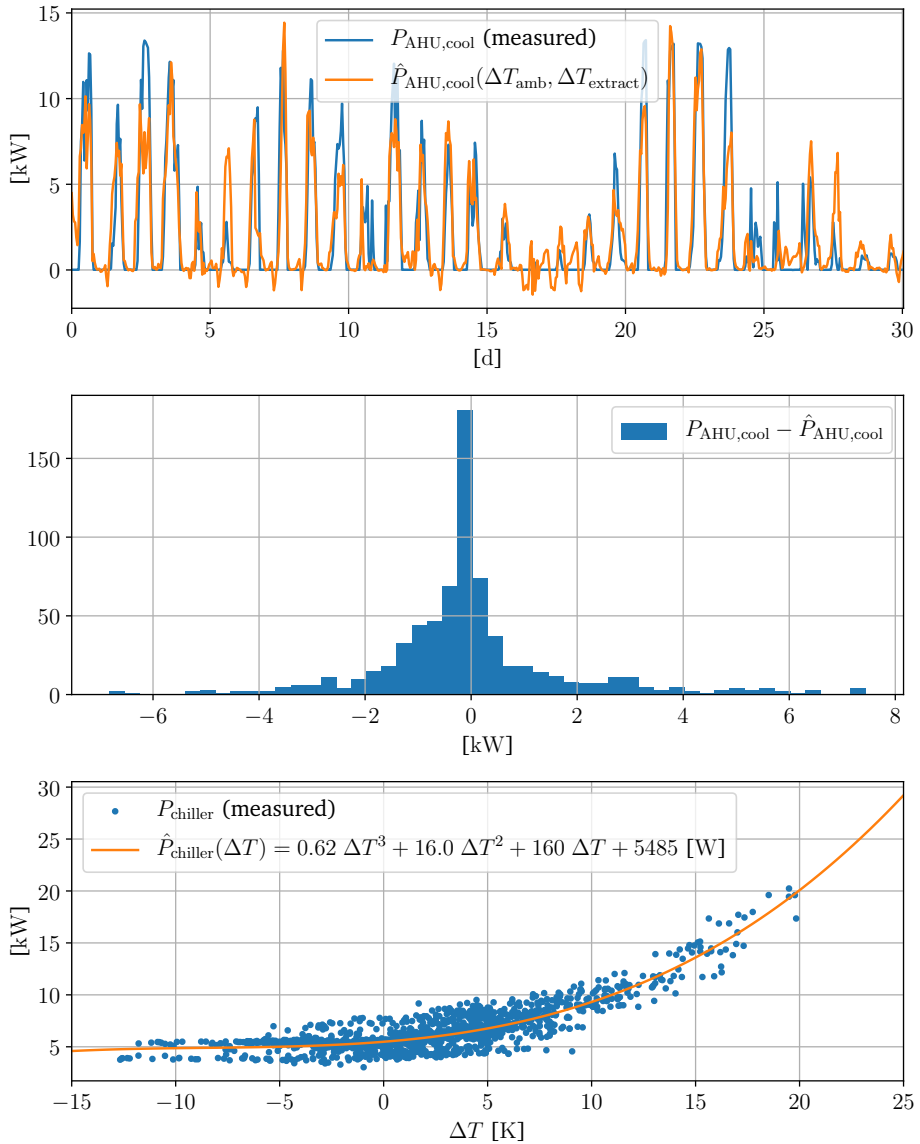 15
10
5
0
[kW]
P_AHU,cool (measured)
P̂_AHU,cool(ΔT_amb, ΔT_extract)
0 5 10 15 20 25 30
[d]
150
100
50
0
P_AHU,cool − P̂_AHU,cool
−6 −4 −2 0 2 4 6 8
[kW]
30
25
20
15
10
5
[kW]
P_chiller (measured)
P̂_chiller(ΔT) = 0.62 ΔT³ + 16.0 ΔT² + 160 ΔT + 5485 [W]
−15 −10 −5 0 5 10 15 20 25
ΔT [K]